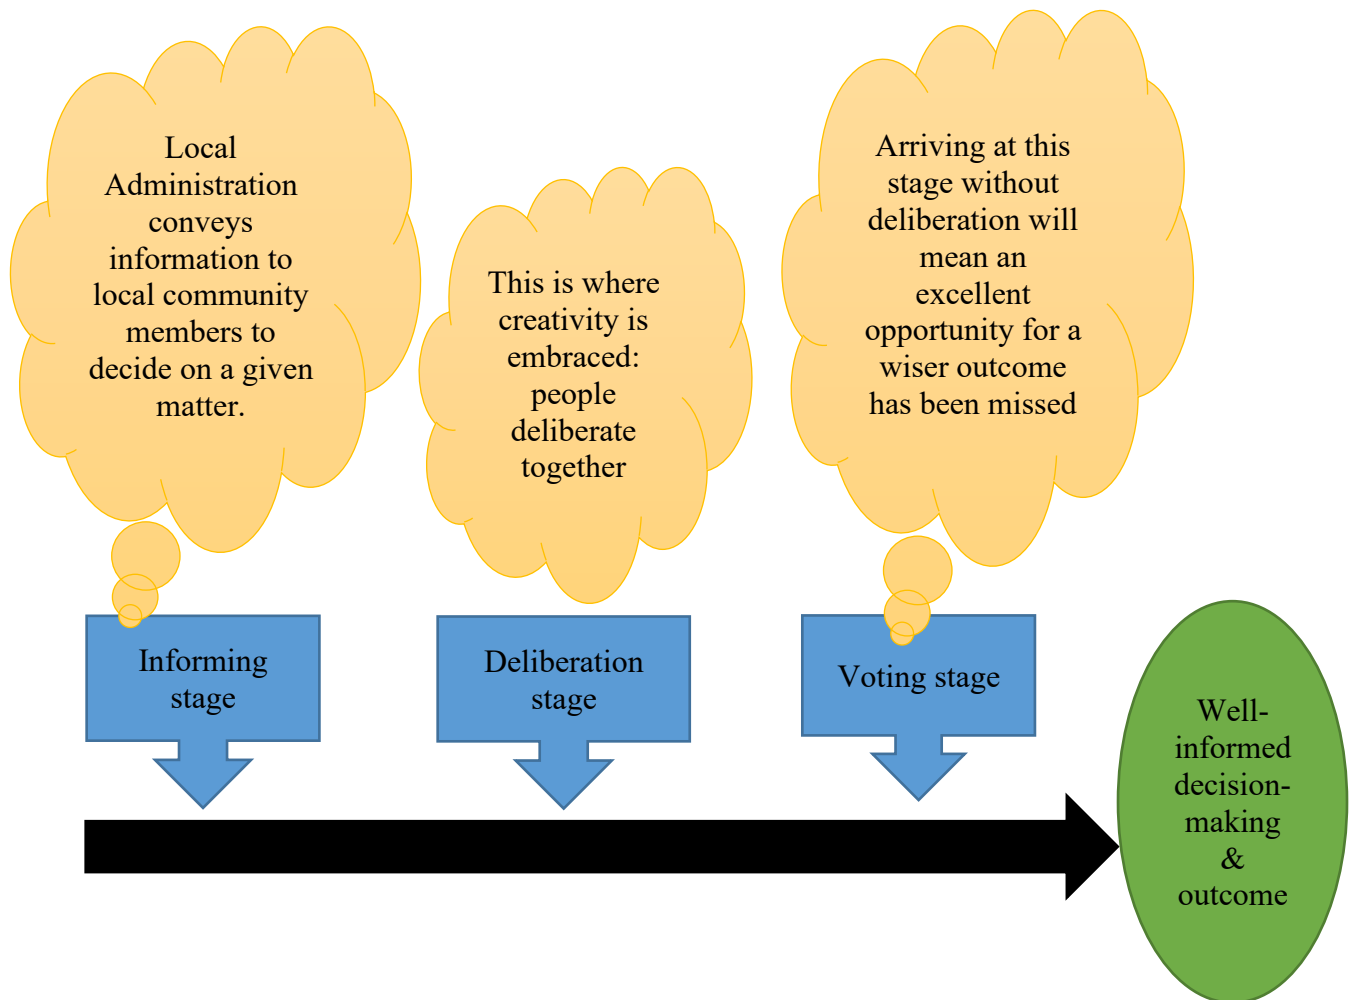 Local
Administration
conveys
information to
local community
members to
decide on a given
matter.
This is where
creativity is
embraced:
people
deliberate
together
Arriving at this
stage without
deliberation will
mean an
excellent
opportunity for a
wiser outcome
has been missed
Informing
stage
Deliberation
stage
Voting stage
Well-
informed
decision-
making
&
outcome